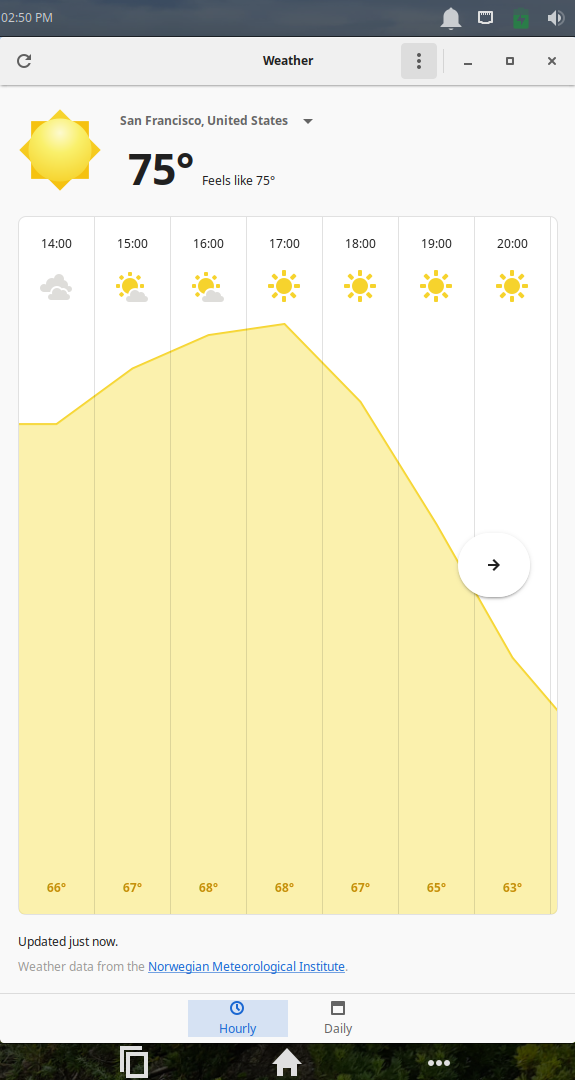 02:50 PM
Weather
San Francisco, United States
75° Feels like 75°
14:00 15:00 16:00 17:00 18:00 19:00 20:00
66° 67° 68° 68° 67° 65° 63°
Updated just now.
Weather data from the Norwegian Meteorological Institute.
Hourly Daily